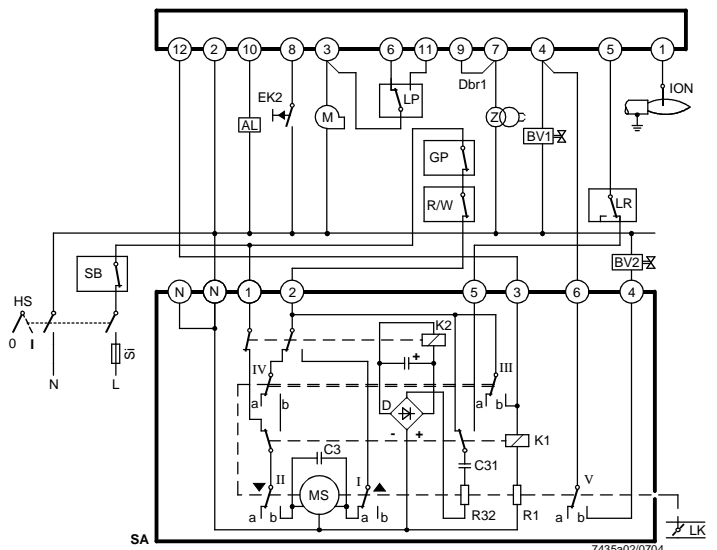 12 2 10 8 3 6 11 9 7 4 5 1
Dbr1
ION
EK2
LP
AL
M
Z
BV1
GP
R/W
LR
SB
BV2
HS
N N 1 2 5 3 6 4
0 I
Si
K2
N L
IV
III
a b
D
a b
- +
+
K1
C3
C31
II
I
V
MS
a b
a b
R32
R1
a b
LK
SA
7435a02/0704